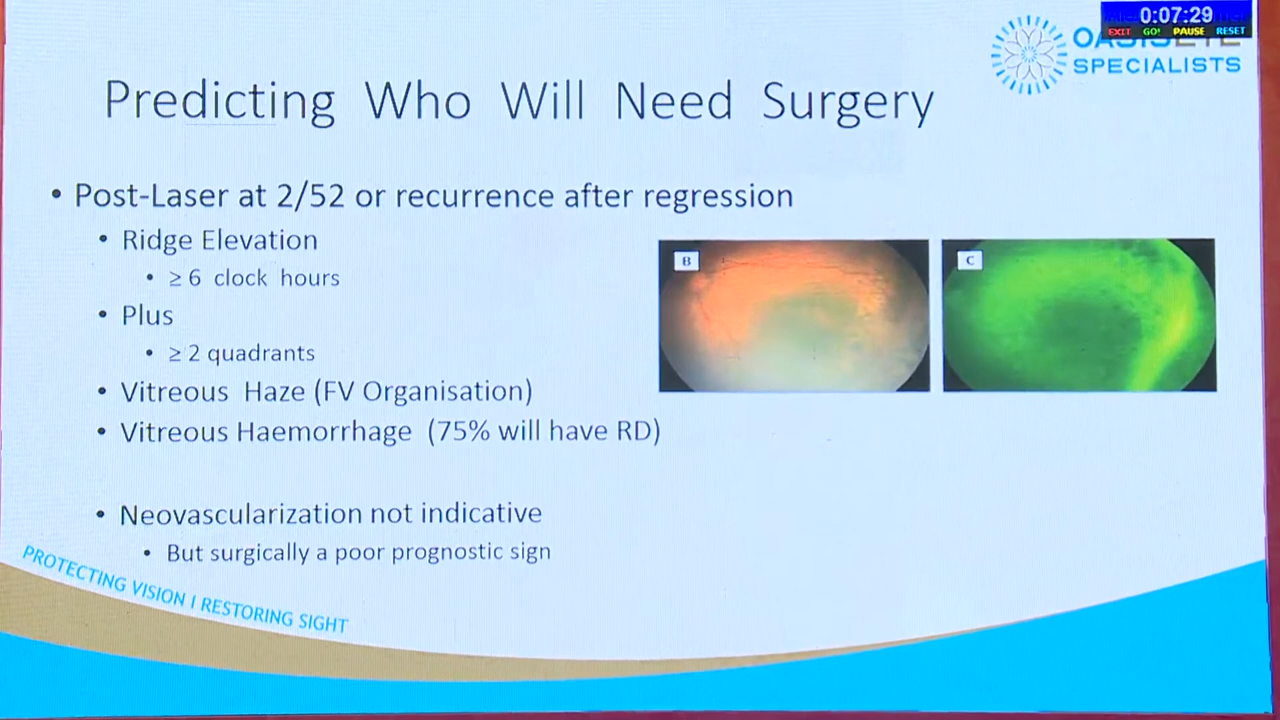 0:07:29
EXIT GO! PAUSE RESET
SPECIALISTS
Predicting Who Will Need Surgery
• Post-Laser at 2/52 or recurrence after regression
• Ridge Elevation
• ≥ 6 clock hours
• Plus
• ≥ 2 quadrants
• Vitreous Haze (FV Organisation)
• Vitreous Haemorrhage (75% will have RD)
B
C
• Neovascularization not indicative
• But surgically a poor prognostic sign
PROTECTING VISION I RESTORING SIGHT